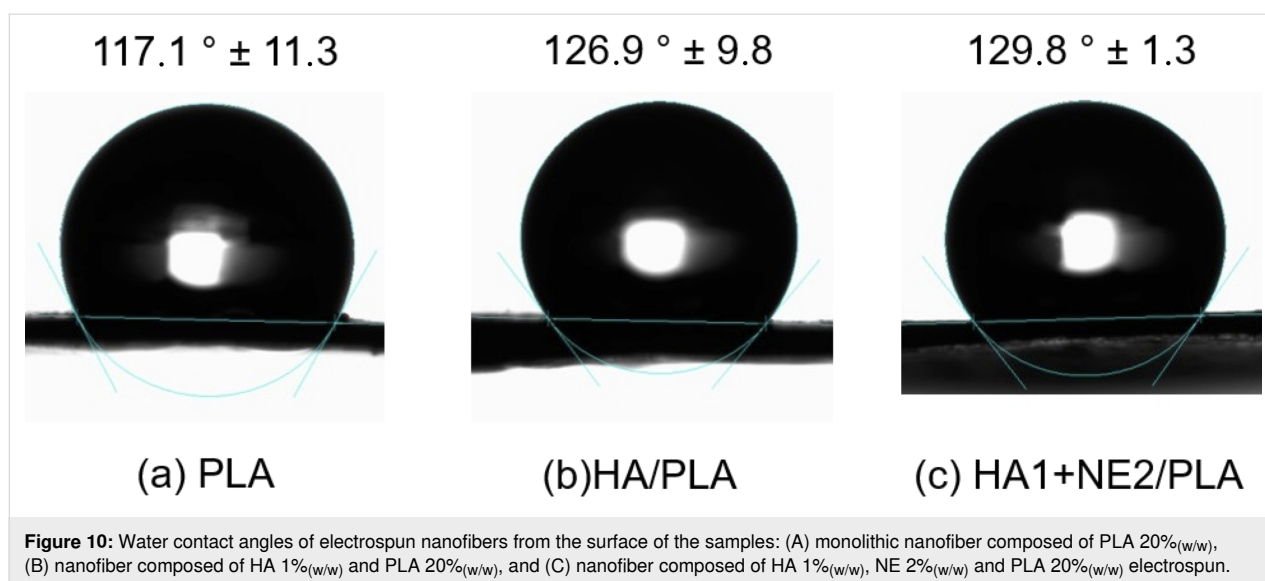 117.1 ° ± 11.3 126.9 ° ± 9.8 129.8 ° ± 1.3
(a) PLA (b)HA/PLA (c) HA1+NE2/PLA
Figure 10: Water contact angles of electrospun nanofibers from the surface of the samples: (A) monolithic nanofiber composed of PLA 20%(w/w),
(B) nanofiber composed of HA 1%(w/w) and PLA 20%(w/w), and (C) nanofiber composed of HA 1%(w/w), NE 2%(w/w) and PLA 20%(w/w) electrospun.